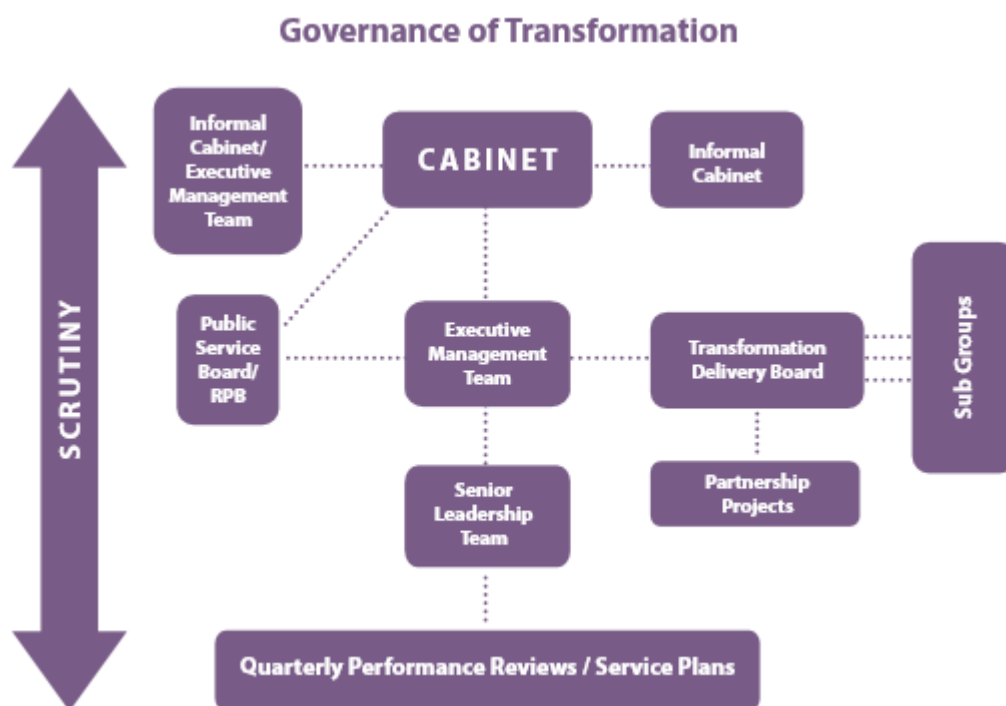 Governance of Transformation
Informal
Cabinet/
Executive
Management
Team
CABINET
Informal
Cabinet
SCRUTINY
Public
Service
Board/
RPB
Executive
Management
Team
Transformation
Delivery Board
Sub Groups
Senior
Leadership
Team
Partnership
Projects
Quarterly Performance Reviews / Service Plans